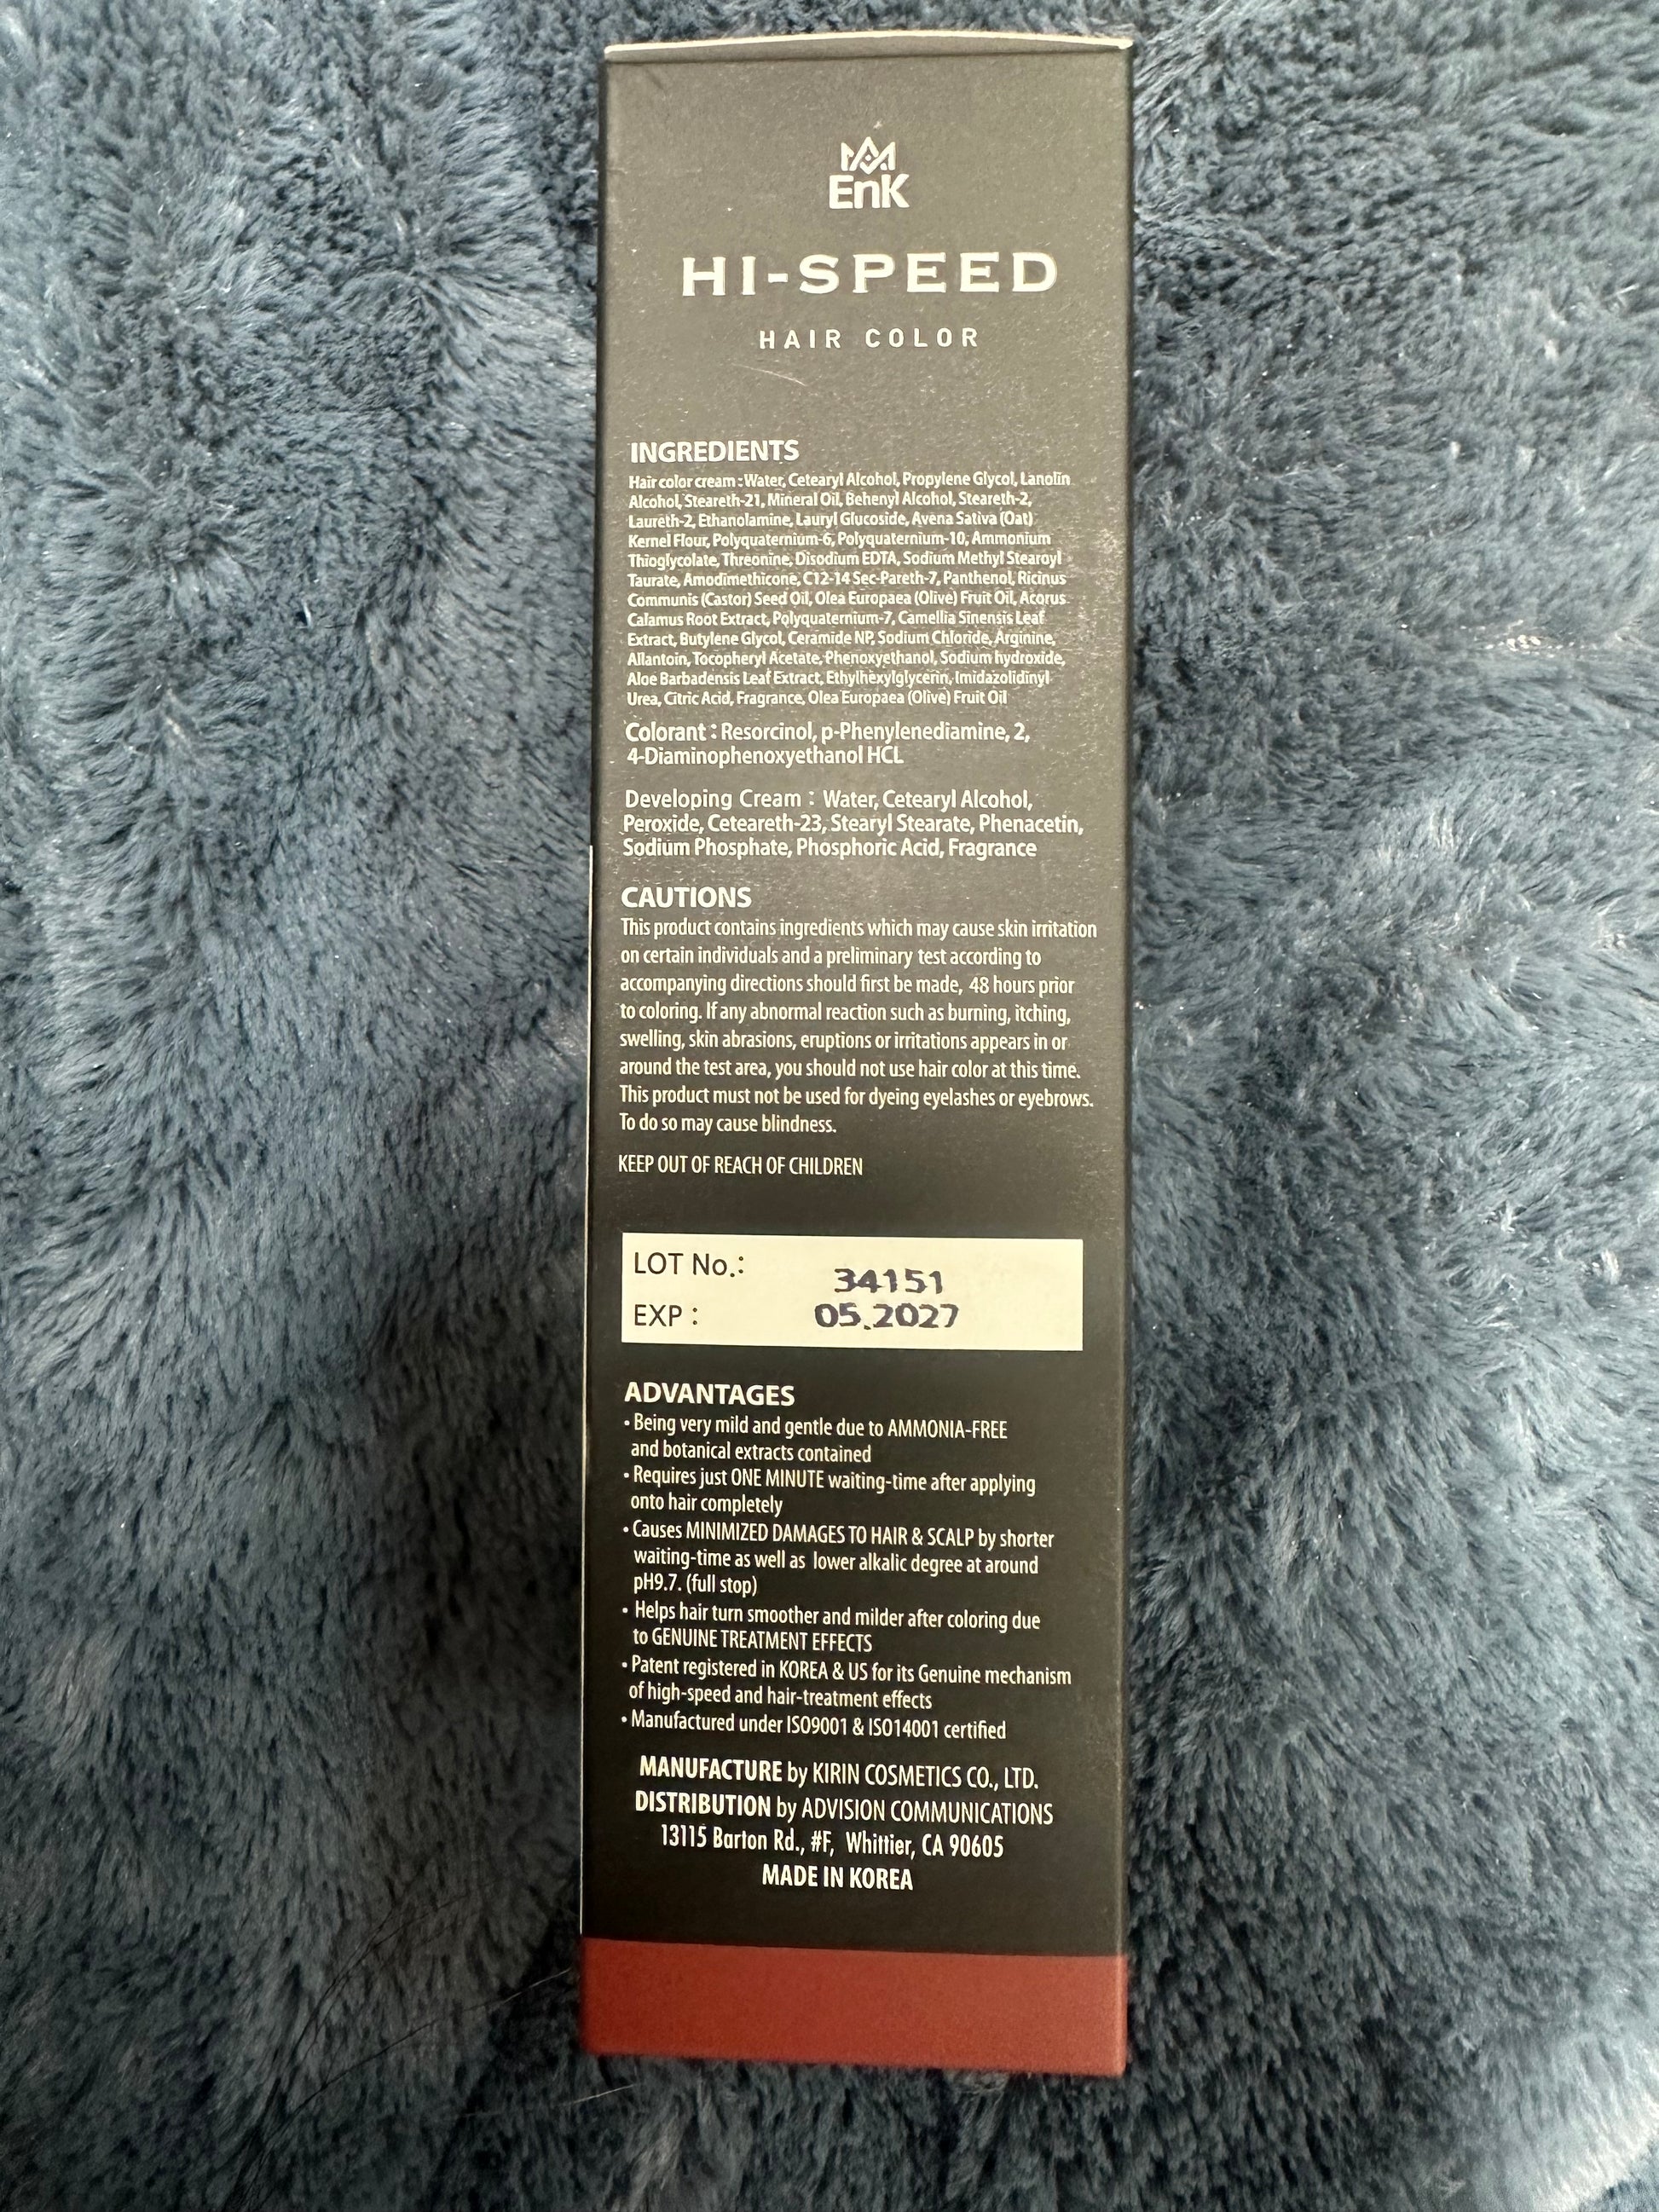 EnK
HI-SPEED
HAIR COLOR
INGREDIENTS
Hair color cream : Water, Cetearyl Alcohol, Propylene Glycol, Lanolin
Alcohol, Steareth-21, Mineral Oil, Behenyl Alcohol, Steareth-2,
Laureth-2, Ethanolamine, Lauryl Glucoside, Avena Sativa (Oat)
Kernel Flour, Polyquaternium-6, Polyquaternium-10, Ammonium
Thioglycolate, Threonine, Disodium EDTA, Sodium Methyl Stearoyl
Taurate, Amodimethicone, C12-14 Sec-Pareth-7, Panthenol, Ricinus
Communis (Castor) Seed Oil, Olea Europaea (Olive) Fruit Oil, Acorus
Calamus Root Extract, Polyquaternium-7, Camellia Sinensis Leaf
Extract, Butylene Glycol, Ceramide NP, Sodium Chloride, Arginine,
Allantoin, Tocopheryl Acetate, Phenoxyethanol, Sodium hydroxide,
Aloe Barbadensis Leaf Extract, Ethylhexylglycerin, Imidazolidinyl
Urea, Citric Acid, Fragrance, Olea Europaea (Olive) Fruit Oil
Colorant : Resorcinol, p-Phenylenediamine, 2,
4-Diaminophenoxyethanol HCL
Developing Cream : Water, Cetearyl Alcohol,
Peroxide, Ceteareth-23, Stearyl Stearate, Phenacetin,
Sodium Phosphate, Phosphoric Acid, Fragrance
CAUTIONS
This product contains ingredients which may cause skin irritation
on certain individuals and a preliminary test according to
accompanying directions should first be made, 48 hours prior
to coloring. If any abnormal reaction such as burning, itching,
swelling, skin abrasions, eruptions or irritations appears in or
around the test area, you should not use hair color at this time.
This product must not be used for dyeing eyelashes or eyebrows.
To do so may cause blindness.
KEEP OUT OF REACH OF CHILDREN
LOT No.: 34151
EXP : 05.2027
ADVANTAGES
• Being very mild and gentle due to AMMONIA-FREE
and botanical extracts contained
• Requires just ONE MINUTE waiting-time after applying
onto hair completely
• Causes MINIMIZED DAMAGES TO HAIR & SCALP by shorter
waiting-time as well as lower alkalic degree at around
pH9.7. (full stop)
• Helps hair turn smoother and milder after coloring due
to GENUINE TREATMENT EFFECTS
• Patent registered in KOREA & US for its Genuine mechanism
of high-speed and hair-treatment effects
• Manufactured under ISO9001 & ISO14001 certified
MANUFACTURE by KIRIN COSMETICS CO., LTD.
DISTRIBUTION by ADVISION COMMUNICATIONS
13115 Barton Rd., #F, Whittier, CA 90605
MADE IN KOREA